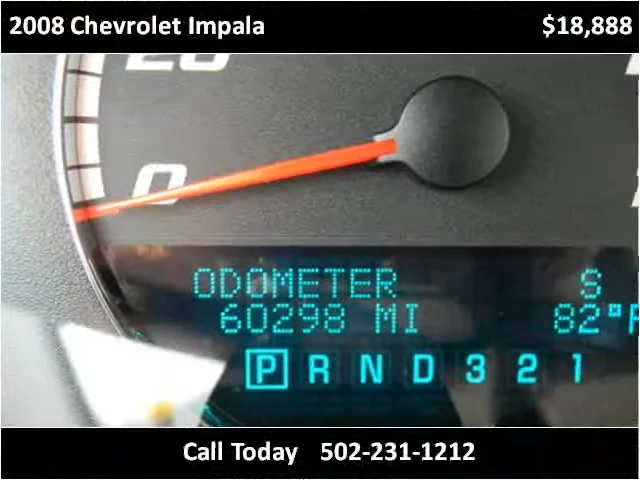 2008 Chevrolet Impala $18,888
20
0
ODOMETER S
60298 MI 82°F
P R N D 3 2 1
Call Today 502-231-1212